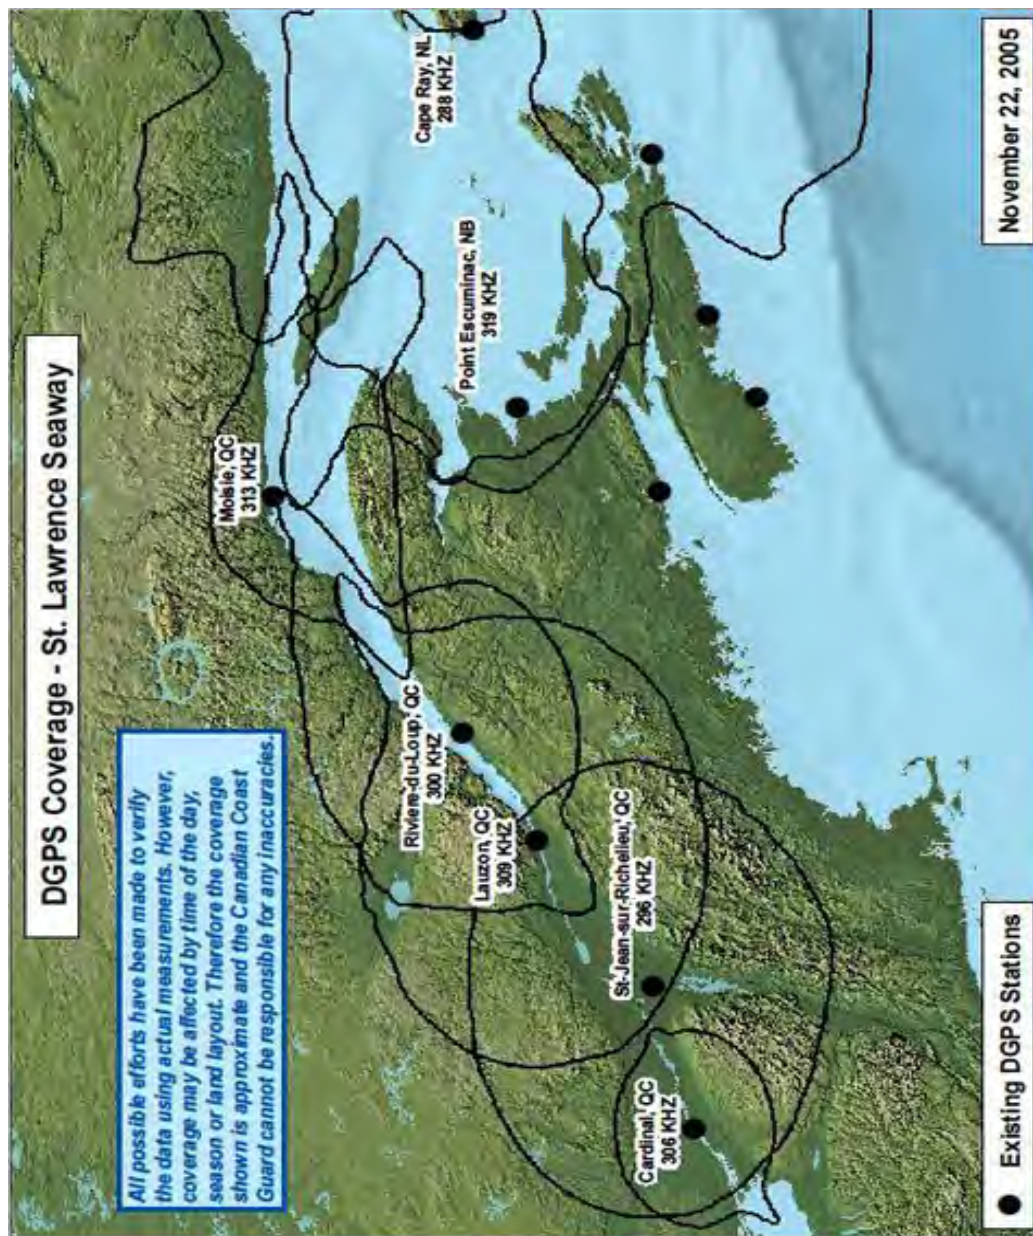 DGPS Coverage - St. Lawrence Seaway
All possible efforts have been made to verify
the data using actual measurements. However,
coverage may be affected by time of the day,
season or land layout. Therefore the coverage
shown is approximate and the Canadian Coast
Guard cannot be responsible for any inaccuracies.
Moisie, QC
313 KHZ
Cape Ray, NL
288 KHZ
Riviere-du-Loup, QC
300 KHZ
Point Escuminac, NB
319 KHZ
Lauzon, QC
309 KHZ
St-Jean-sur-Richelieu, QC
296 KHZ
Cardinal, QC
306 KHZ
Existing DGPS Stations
November 22, 2005